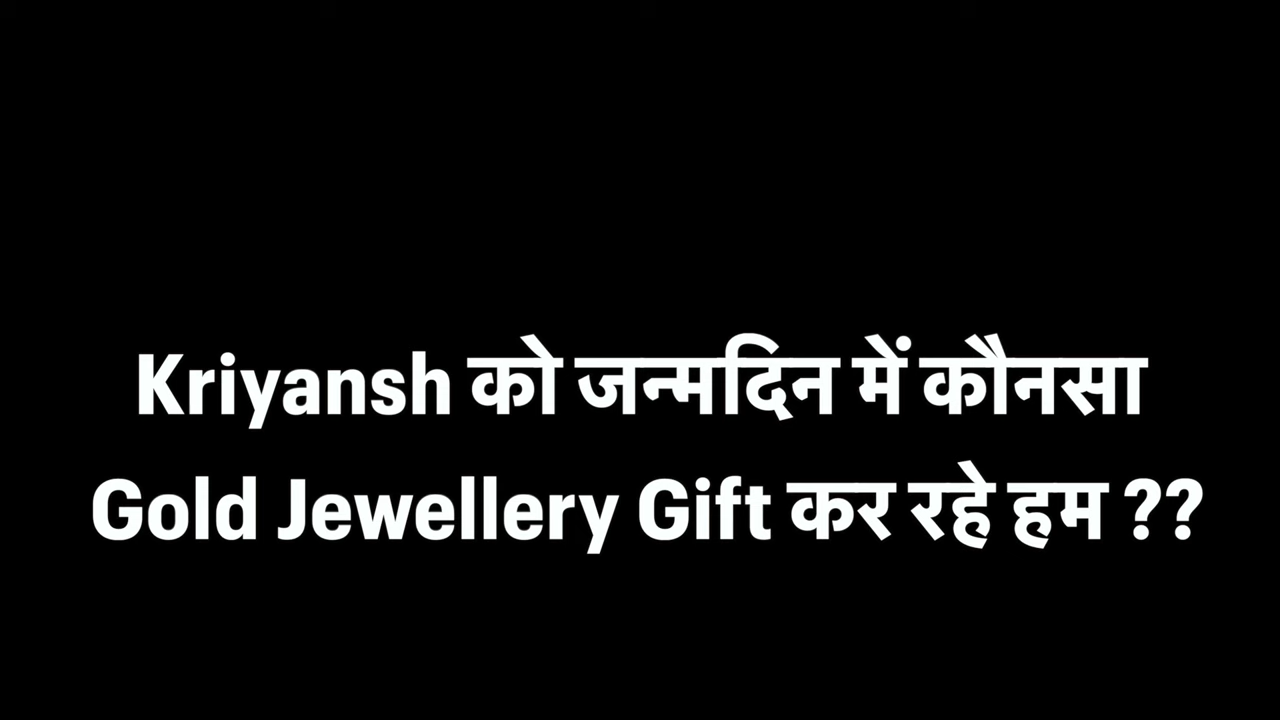 Kriyansh को जन्मदिन में कौनसा
Gold Jewellery Gift कर रहे हम ??